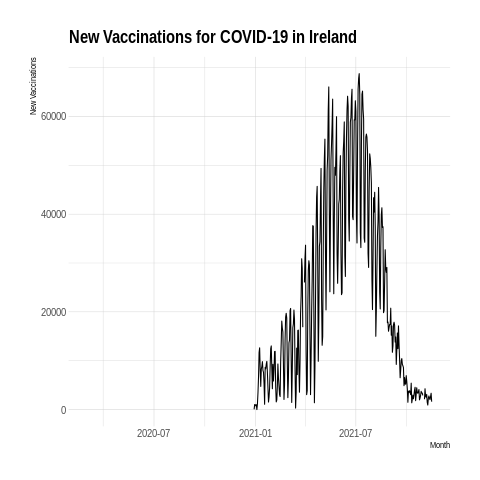 New Vaccinations for COVID-19 in Ireland
New Vaccinations
60000
40000
20000
0
2020-07 2021-01 2021-07
Month